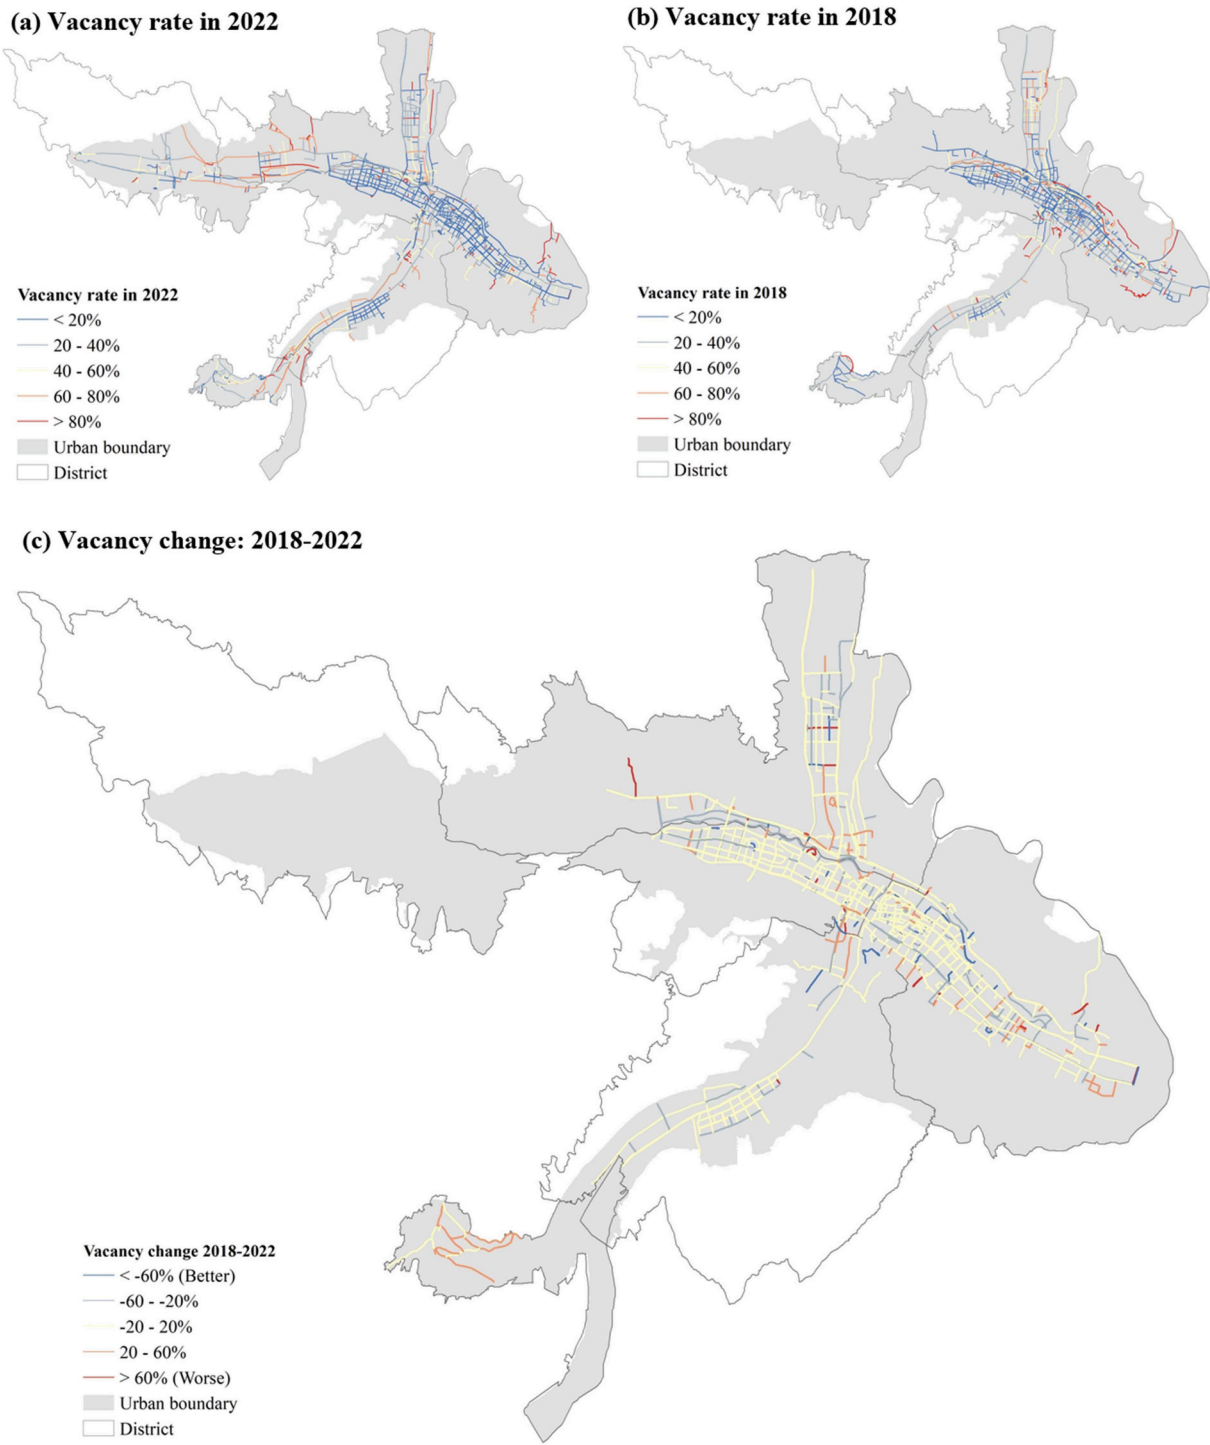 (a) Vacancy rate in 2022
Vacancy rate in 2022
< 20%
20 - 40%
40 - 60%
60 - 80%
> 80%
Urban boundary
District
(b) Vacancy rate in 2018
Vacancy rate in 2018
< 20%
20 - 40%
40 - 60%
60 - 80%
> 80%
Urban boundary
District
(c) Vacancy change: 2018-2022
Vacancy change 2018-2022
< -60% (Better)
-60 - -20%
-20 - 20%
20 - 60%
> 60% (Worse)
Urban boundary
District